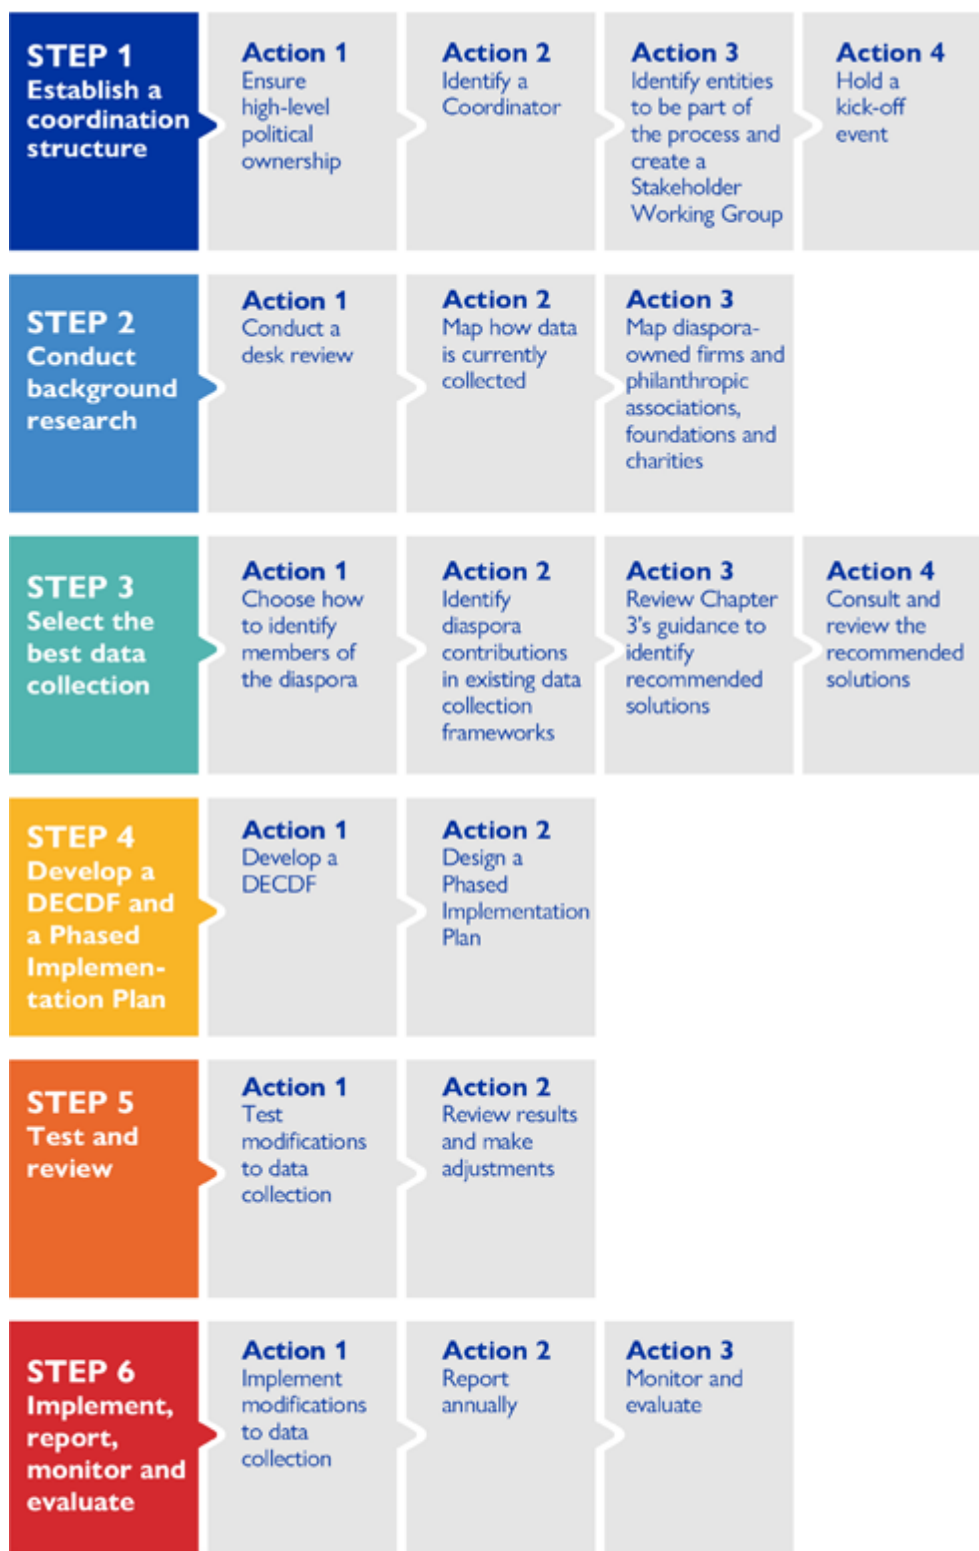 STEP 1
Establish a
coordination
structure
Action 1
Ensure
high-level
political
ownership
Action 2
Identify a
Coordinator
Action 3
Identify entities
to be part of
the process and
create a
Stakeholder
Working Group
Action 4
Hold a
kick-off
event
STEP 2
Conduct
background
research
Action 1
Conduct a
desk review
Action 2
Map how data
is currently
collected
Action 3
Map diaspora-
owned firms and
philanthropic
associations,
foundations and
charities
STEP 3
Select the
best data
collection
Action 1
Choose how
to identify
members of
the diaspora
Action 2
Identify
diaspora
contributions
in existing data
collection
frameworks
Action 3
Review Chapter
3's guidance to
identify
recommended
solutions
Action 4
Consult and
review the
recommended
solutions
STEP 4
Develop a
DECDF and
a Phased
Implemen-
tation Plan
Action 1
Develop a
DECDF
Action 2
Design a
Phased
Implementation
Plan
STEP 5
Test and
review
Action 1
Test
modifications
to data
collection
Action 2
Review results
and make
adjustments
STEP 6
Implement,
report,
monitor and
evaluate
Action 1
Implement
modifications
to data
collection
Action 2
Report
annually
Action 3
Monitor and
evaluate